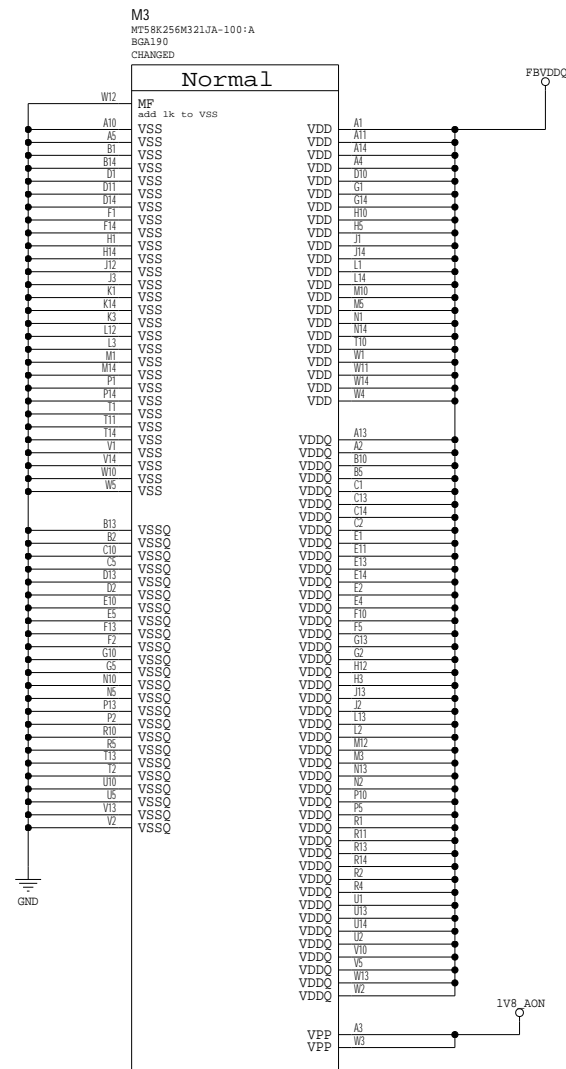 M3
MT58K256M321JA-100:A
BGA190
CHANGED
Normal
FBVDDQ
W12 MF
add 1k to VSS
A10 VSS
A5 VSS
B1 VSS
B14 VSS
D1 VSS
D11 VSS
D14 VSS
F1 VSS
F14 VSS
H1 VSS
H14 VSS
J12 VSS
J3 VSS
K1 VSS
K14 VSS
K3 VSS
L12 VSS
L3 VSS
M1 VSS
M14 VSS
P1 VSS
P14 VSS
T1 VSS
T11 VSS
T14 VSS
V1 VSS
V14 VSS
W10 VSS
W5 VSS
B13 VSSQ
B2 VSSQ
C10 VSSQ
C5 VSSQ
D13 VSSQ
D2 VSSQ
E10 VSSQ
E5 VSSQ
F13 VSSQ
F2 VSSQ
G10 VSSQ
G5 VSSQ
N10 VSSQ
N5 VSSQ
P13 VSSQ
P2 VSSQ
R10 VSSQ
R5 VSSQ
T13 VSSQ
T2 VSSQ
U10 VSSQ
U5 VSSQ
V13 VSSQ
V2 VSSQ
GND
VDD A1
VDD A11
VDD A14
VDD A4
VDD D10
VDD G1
VDD G14
VDD H10
VDD H5
VDD J1
VDD J14
VDD L1
VDD L14
VDD M10
VDD M5
VDD N1
VDD N14
VDD T10
VDD W1
VDD W11
VDD W14
VDD W4
VDDQ A13
VDDQ A2
VDDQ B10
VDDQ B5
VDDQ C1
VDDQ C13
VDDQ C14
VDDQ C2
VDDQ E1
VDDQ E11
VDDQ E13
VDDQ E14
VDDQ E2
VDDQ E4
VDDQ F10
VDDQ F5
VDDQ G13
VDDQ G2
VDDQ H12
VDDQ H3
VDDQ J13
VDDQ J2
VDDQ L13
VDDQ L2
VDDQ M12
VDDQ M3
VDDQ N13
VDDQ N2
VDDQ P10
VDDQ P5
VDDQ R1
VDDQ R11
VDDQ R13
VDDQ R14
VDDQ R2
VDDQ R4
VDDQ U1
VDDQ U13
VDDQ U14
VDDQ U2
VDDQ V10
VDDQ V5
VDDQ W13
VDDQ W2
1V8_AON
VPP A3
VPP W3